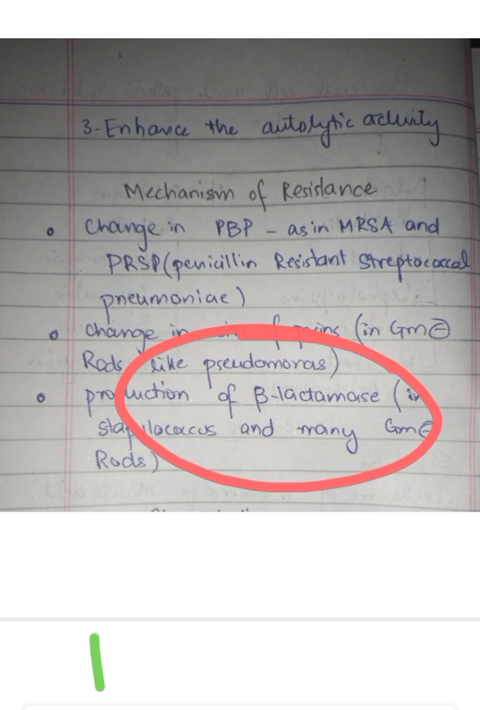 3-Enhance the autolytic activity
Mechanism of Resistance
• change in PBP - as in MRSA and
PRSP (penicillin Resistant Streptococcal
pneumoniae)
• change in (in Gm⊖
Rods like pseudomonas)
• production of β-lactamase (in
staphylococcus and many Gm⊖
Rods)